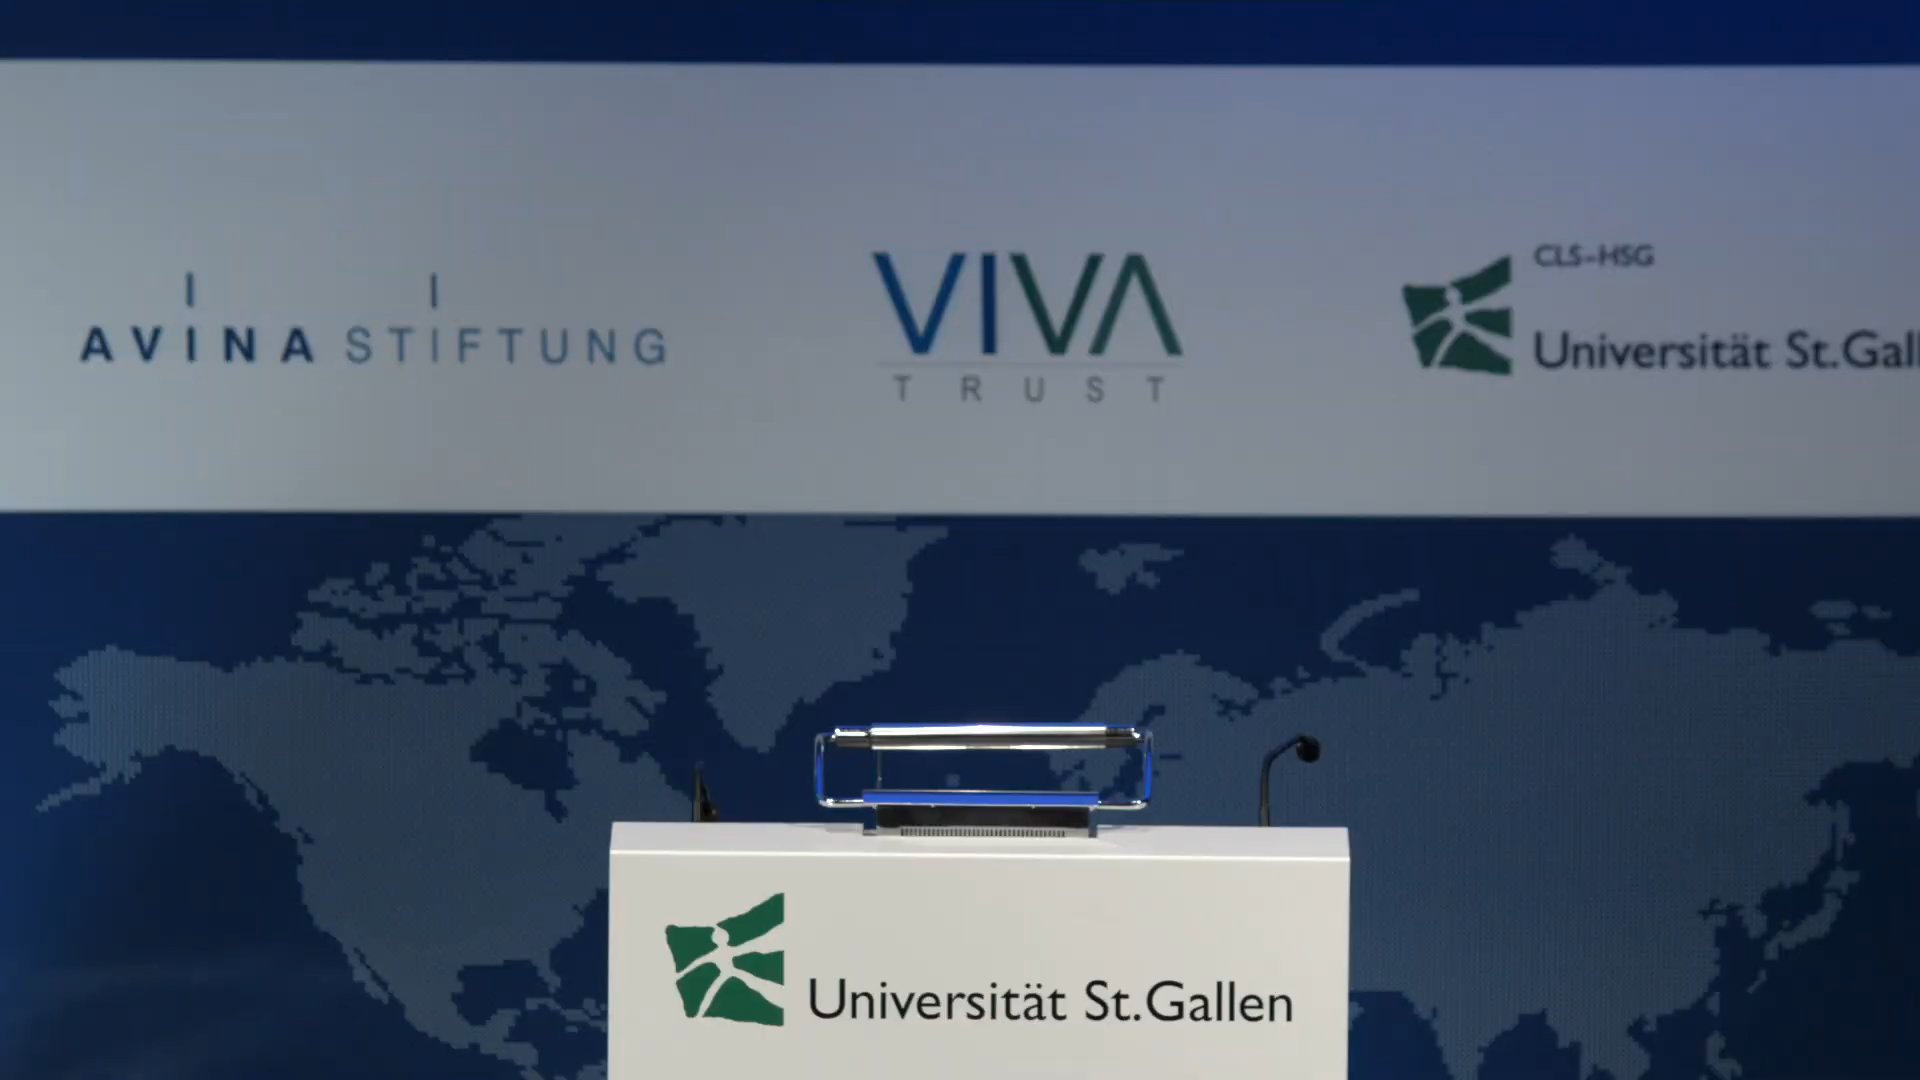 AVINA STIFTUNG
VIVA
TRUST
CLS-HSG
Universität St.Gall
Universität St.Gallen